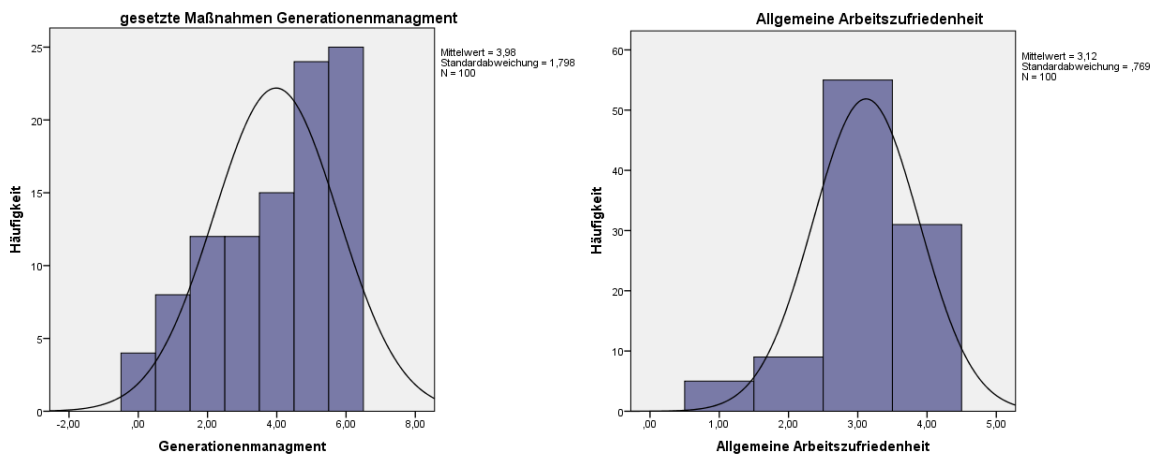 gesetzte Maßnahmen Generationenmanagment
Mittelwert = 3,98
Standardabweichung = 1,798
N = 100
Häufigkeit
25
20
15
10
5
0
-2,00 ,00 2,00 4,00 6,00 8,00
Generationenmanagment
Allgemeine Arbeitszufriedenheit
Mittelwert = 3,12
Standardabweichung = ,769
N = 100
Häufigkeit
60
50
40
30
20
10
0
,00 1,00 2,00 3,00 4,00 5,00
Allgemeine Arbeitszufriedenheit